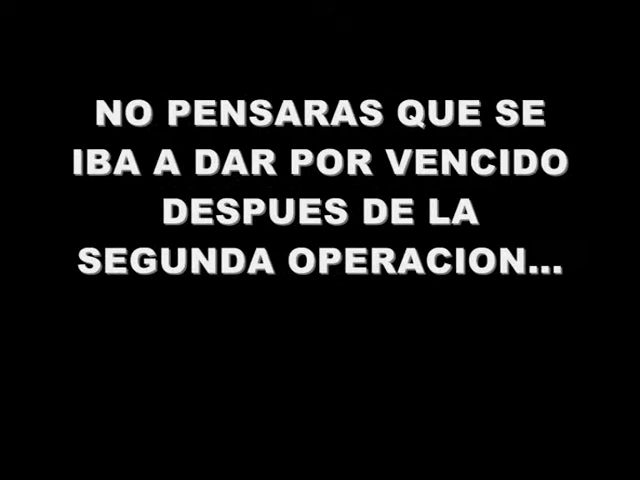 NO PENSARAS QUE SE
IBA A DAR POR VENCIDO
DESPUES DE LA
SEGUNDA OPERACION...